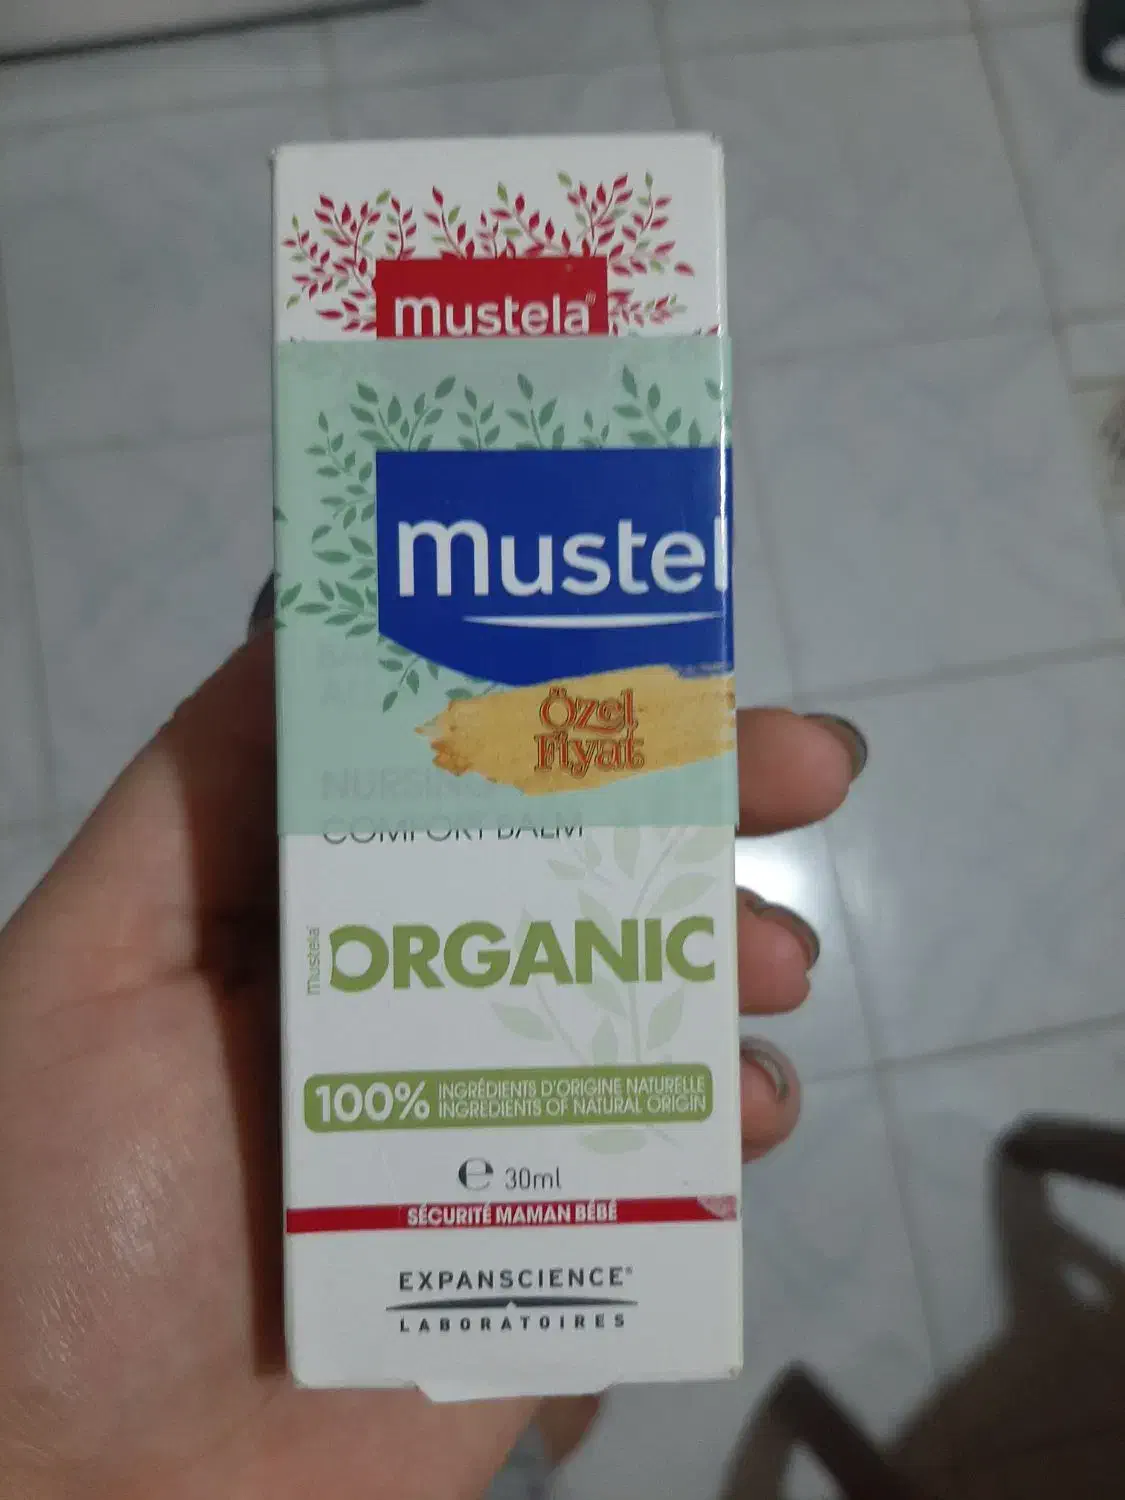 mustela®
mustel
Özel
Fiyat
NURSING
COMFORT BALM
mustela
ORGANIC
100% INGRÉDIENTS D'ORIGINE NATURELLE
INGREDIENTS OF NATURAL ORIGIN
℮ 30ml
SÉCURITÉ MAMAN BÉBÉ
EXPANSCIENCE®
LABORATOIRES